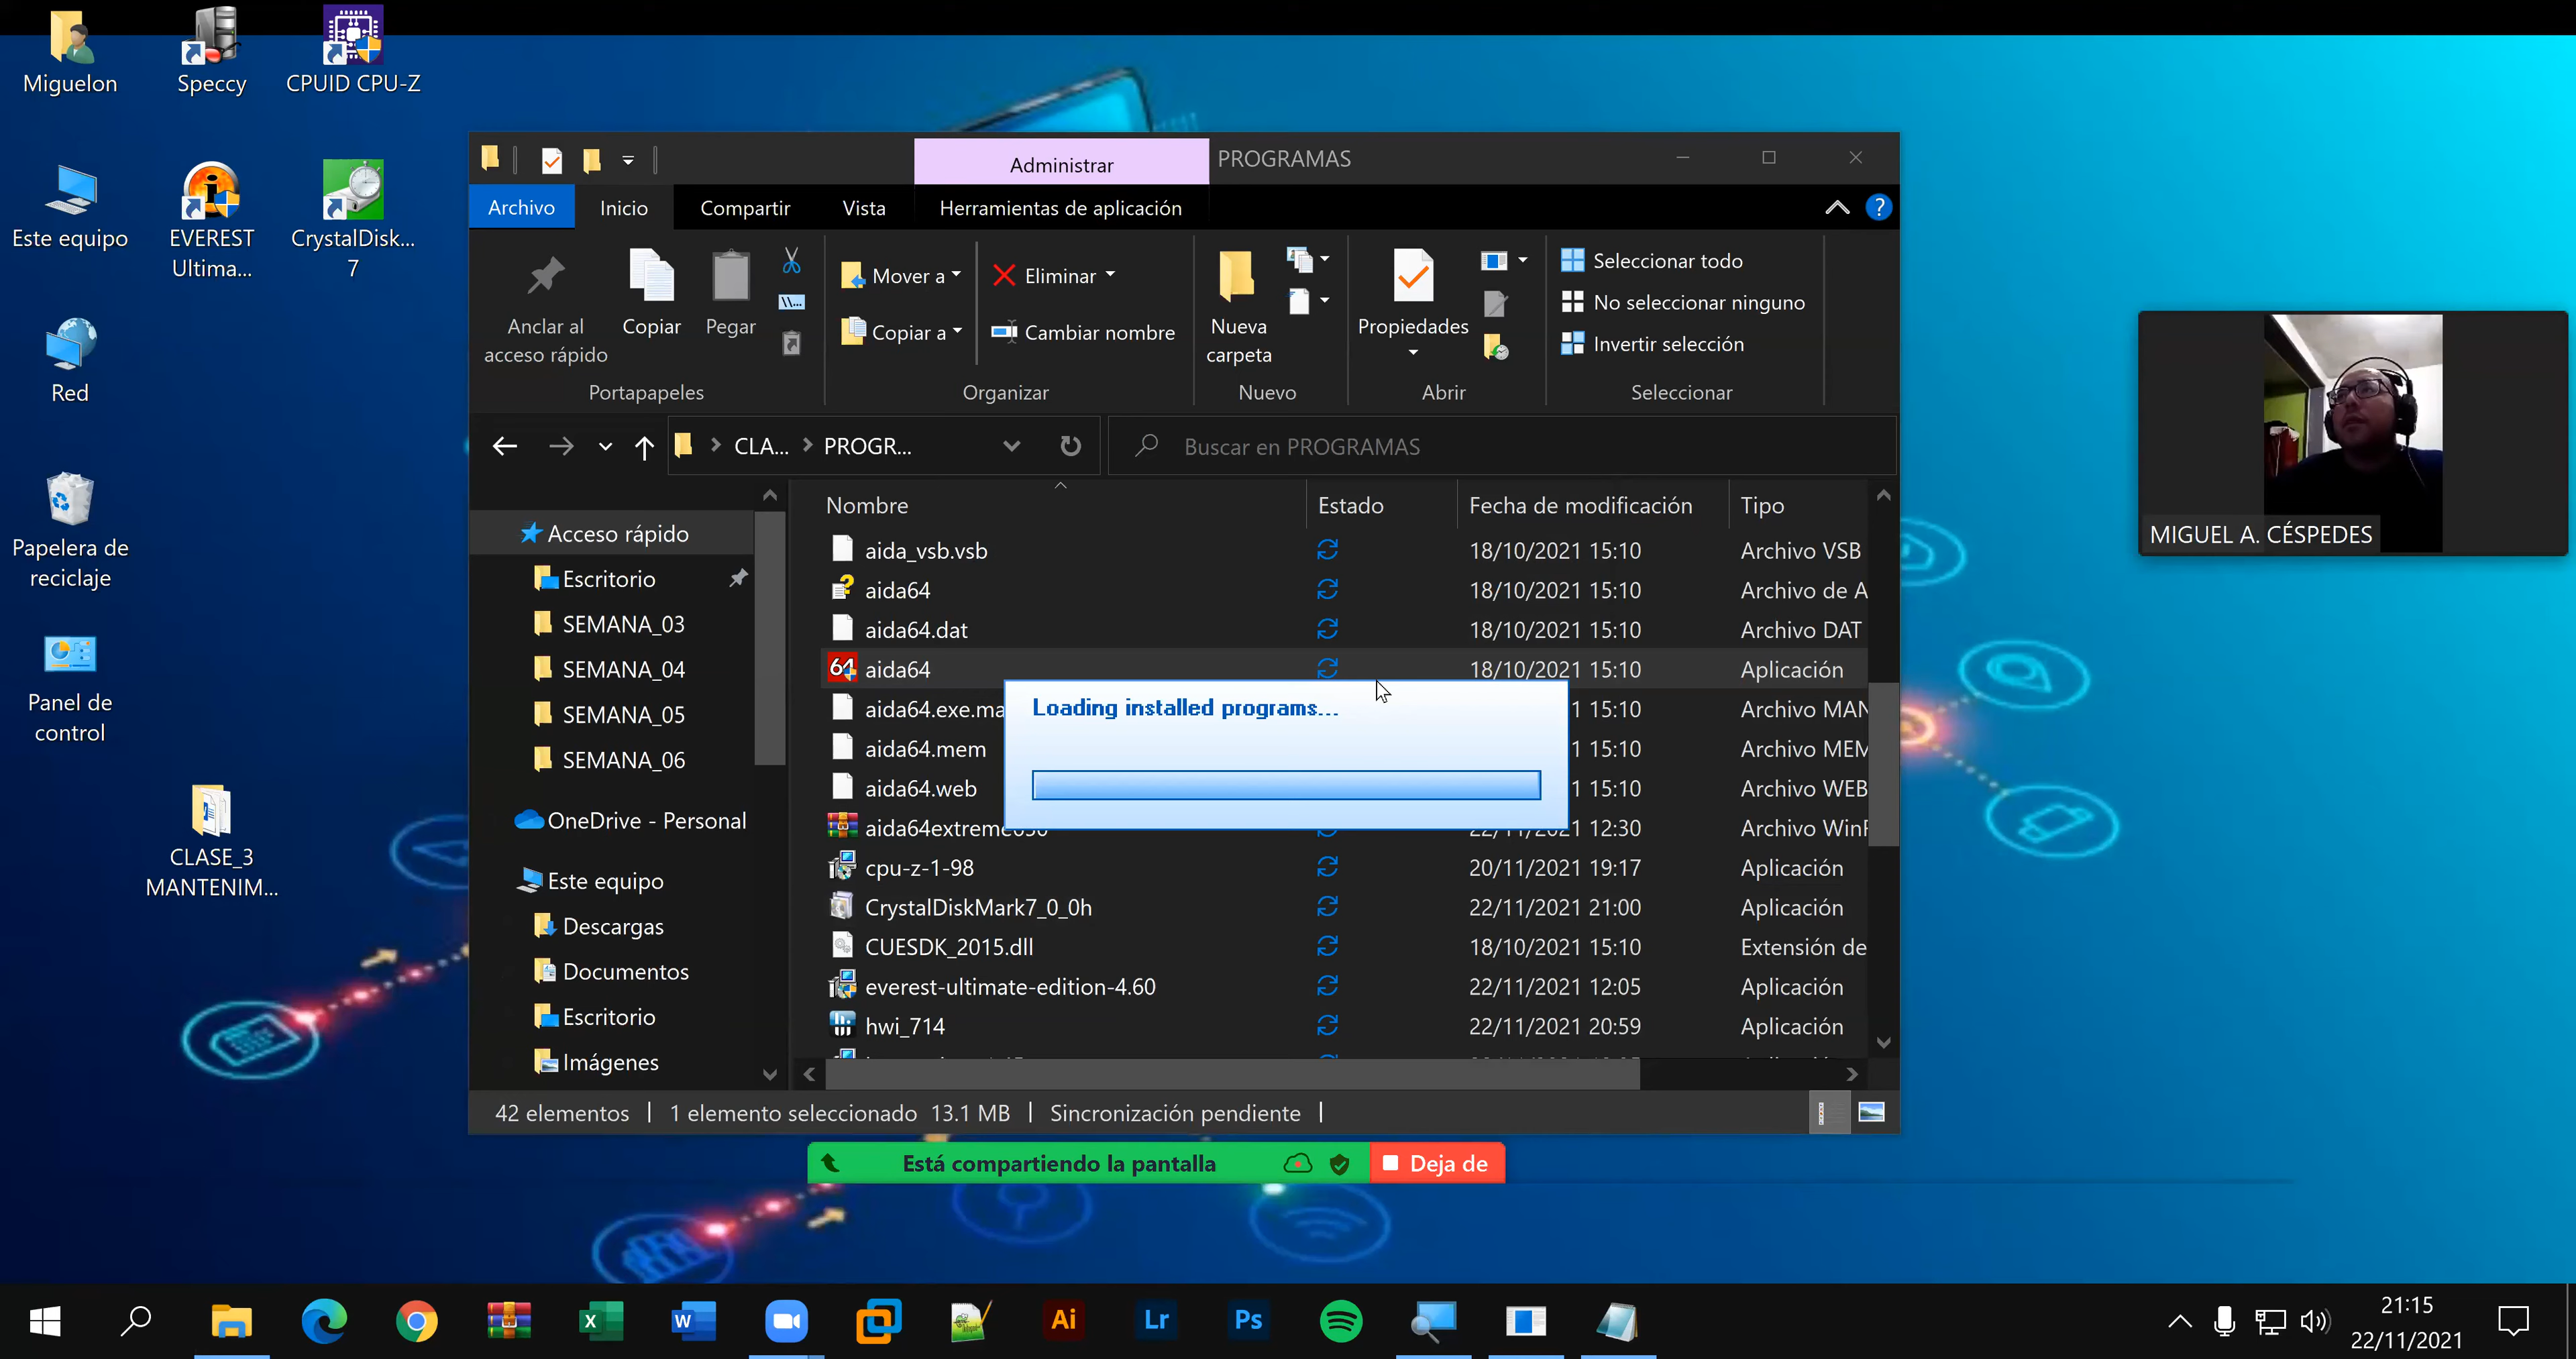 Miguelon
Speccy
CPUID CPU-Z
Este equipo
EVEREST
Ultima...
CrystalDisk...
7
Red
Papelera de
reciclaje
Panel de
control
CLASE_3
MANTENIM...
Administrar
PROGRAMAS
Archivo
Inicio
Compartir
Vista
Herramientas de aplicación
Anclar al
acceso rápido
Copiar
Pegar
Portapapeles
Mover a
Copiar a
Eliminar
Cambiar nombre
Organizar
Nueva
carpeta
Nuevo
Propiedades
Abrir
Seleccionar todo
No seleccionar ninguno
Invertir selección
Seleccionar
CLA...
PROGR...
Buscar en PROGRAMAS
Acceso rápido
Escritorio
SEMANA_03
SEMANA_04
SEMANA_05
SEMANA_06
OneDrive - Personal
Este equipo
Descargas
Documentos
Escritorio
Imágenes
Nombre Estado Fecha de modificación Tipo
aida_vsb.vsb 18/10/2021 15:10 Archivo VSB
aida64 18/10/2021 15:10 Archivo de A
aida64.dat 18/10/2021 15:10 Archivo DAT
64 aida64 18/10/2021 15:10 Aplicación
aida64.exe.ma 1 15:10 Archivo MAN
aida64.mem 1 15:10 Archivo MEM
aida64.web 1 15:10 Archivo WEB
Archivo WinR
cpu-z-1-98 20/11/2021 19:17 Aplicación
CrystalDiskMark7_0_0h 22/11/2021 21:00 Aplicación
CUESDK_2015.dll 18/10/2021 15:10 Extensión de
everest-ultimate-edition-4.60 22/11/2021 12:05 Aplicación
hwi_714 22/11/2021 20:59 Aplicación
Loading installed programs...
42 elementos
1 elemento seleccionado 13.1 MB
Sincronización pendiente
Está compartiendo la pantalla
Deja de
MIGUEL A. CÉSPEDES
Ai
Lr
Ps
21:15
22/11/2021